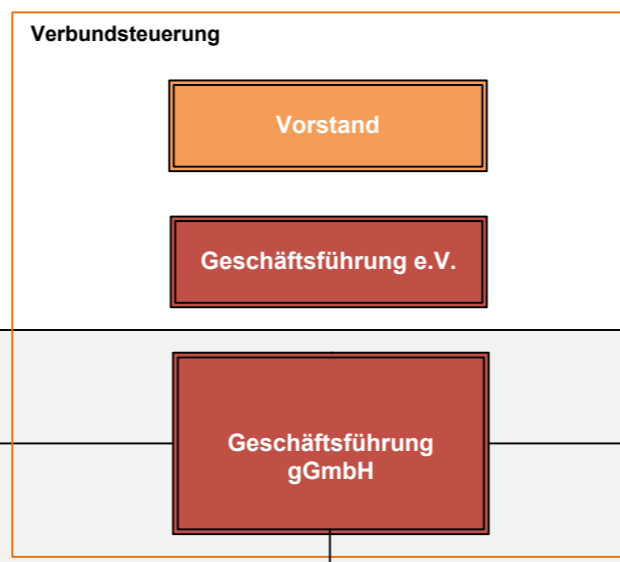 Verbundsteuerung
Vorstand
Geschäftsführung e.V.
Geschäftsführung
gGmbH